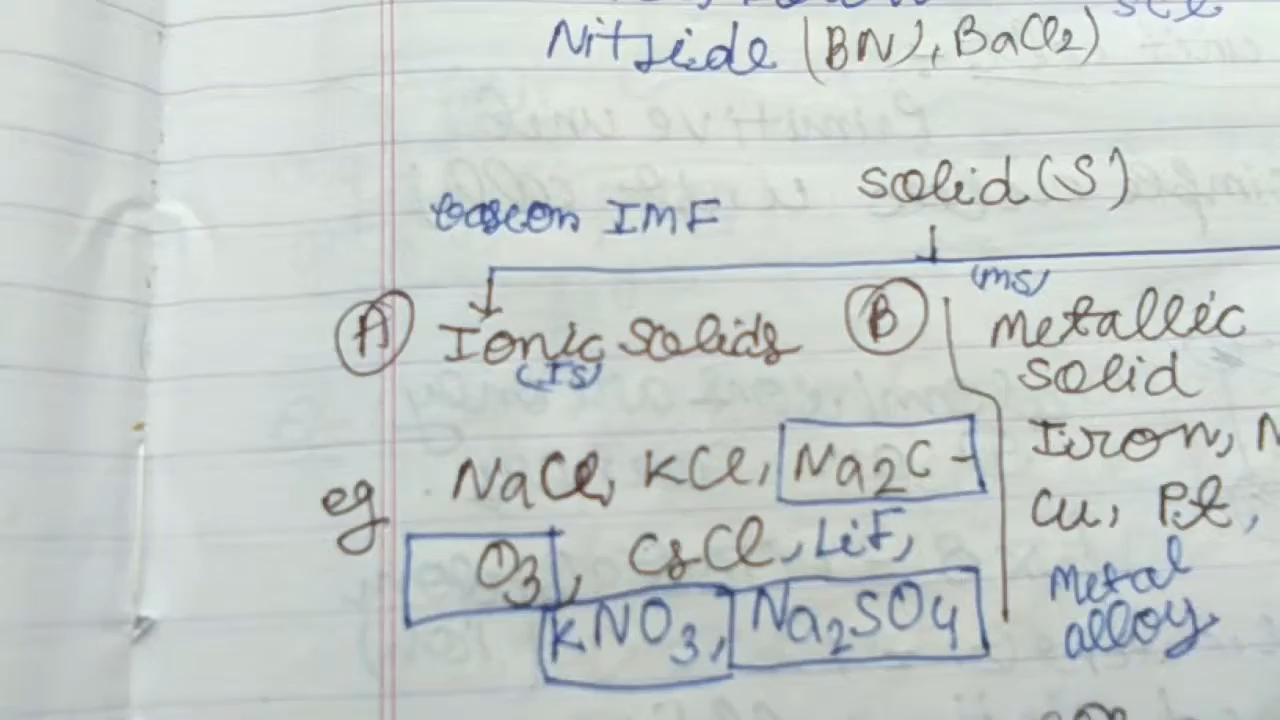 Nitride (BN), BaCl2)
solid (S)
IMF
(A) Ionic solids
(IS)
(B) (MS)
Metallic
solid
Iron, N
Cu, Pt,
Metal
alloy
eg NaCl, KCl, Na2C-
O3, CsCl, LiF,
KNO3, Na2SO4